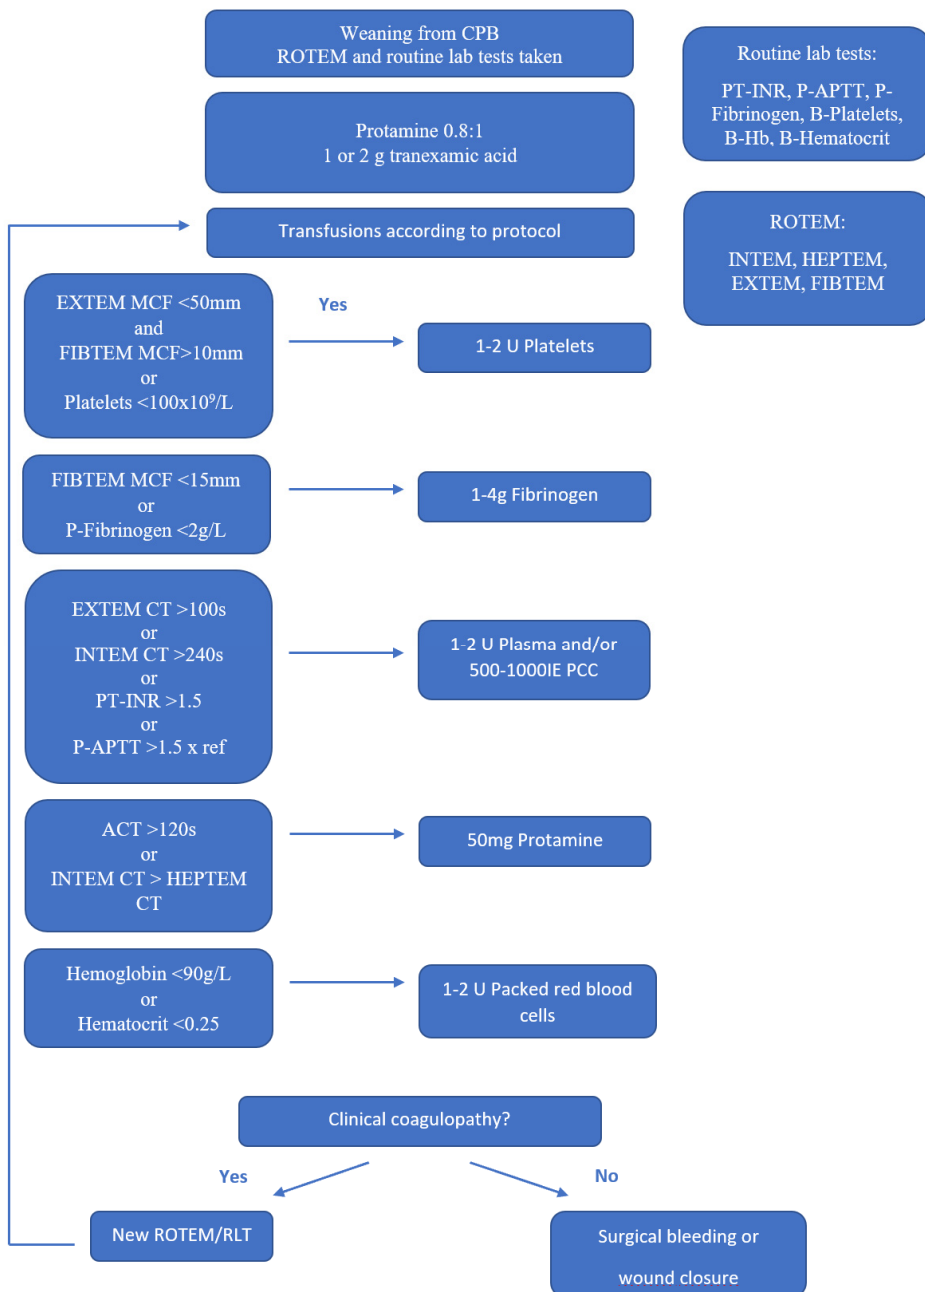 Weaning from CPB
ROTEM and routine lab tests taken
Routine lab tests:
PT-INR, P-APTT, P-
Fibrinogen, B-Platelets,
B-Hb, B-Hematocrit
Protamine 0.8:1
1 or 2 g tranexamic acid
ROTEM:
INTEM, HEPTEM,
EXTEM, FIBTEM
Transfusions according to protocol
EXTEM MCF <50mm
and
FIBTEM MCF>10mm
or
Platelets <100x10⁹/L
Yes
1-2 U Platelets
FIBTEM MCF <15mm
or
P-Fibrinogen <2g/L
1-4g Fibrinogen
EXTEM CT >100s
or
INTEM CT >240s
or
PT-INR >1.5
or
P-APTT >1.5 x ref
1-2 U Plasma and/or
500-1000IE PCC
ACT >120s
or
INTEM CT > HEPTEM
CT
50mg Protamine
Hemoglobin <90g/L
or
Hematocrit <0.25
1-2 U Packed red blood
cells
Clinical coagulopathy?
Yes
No
New ROTEM/RLT
Surgical bleeding or
wound closure